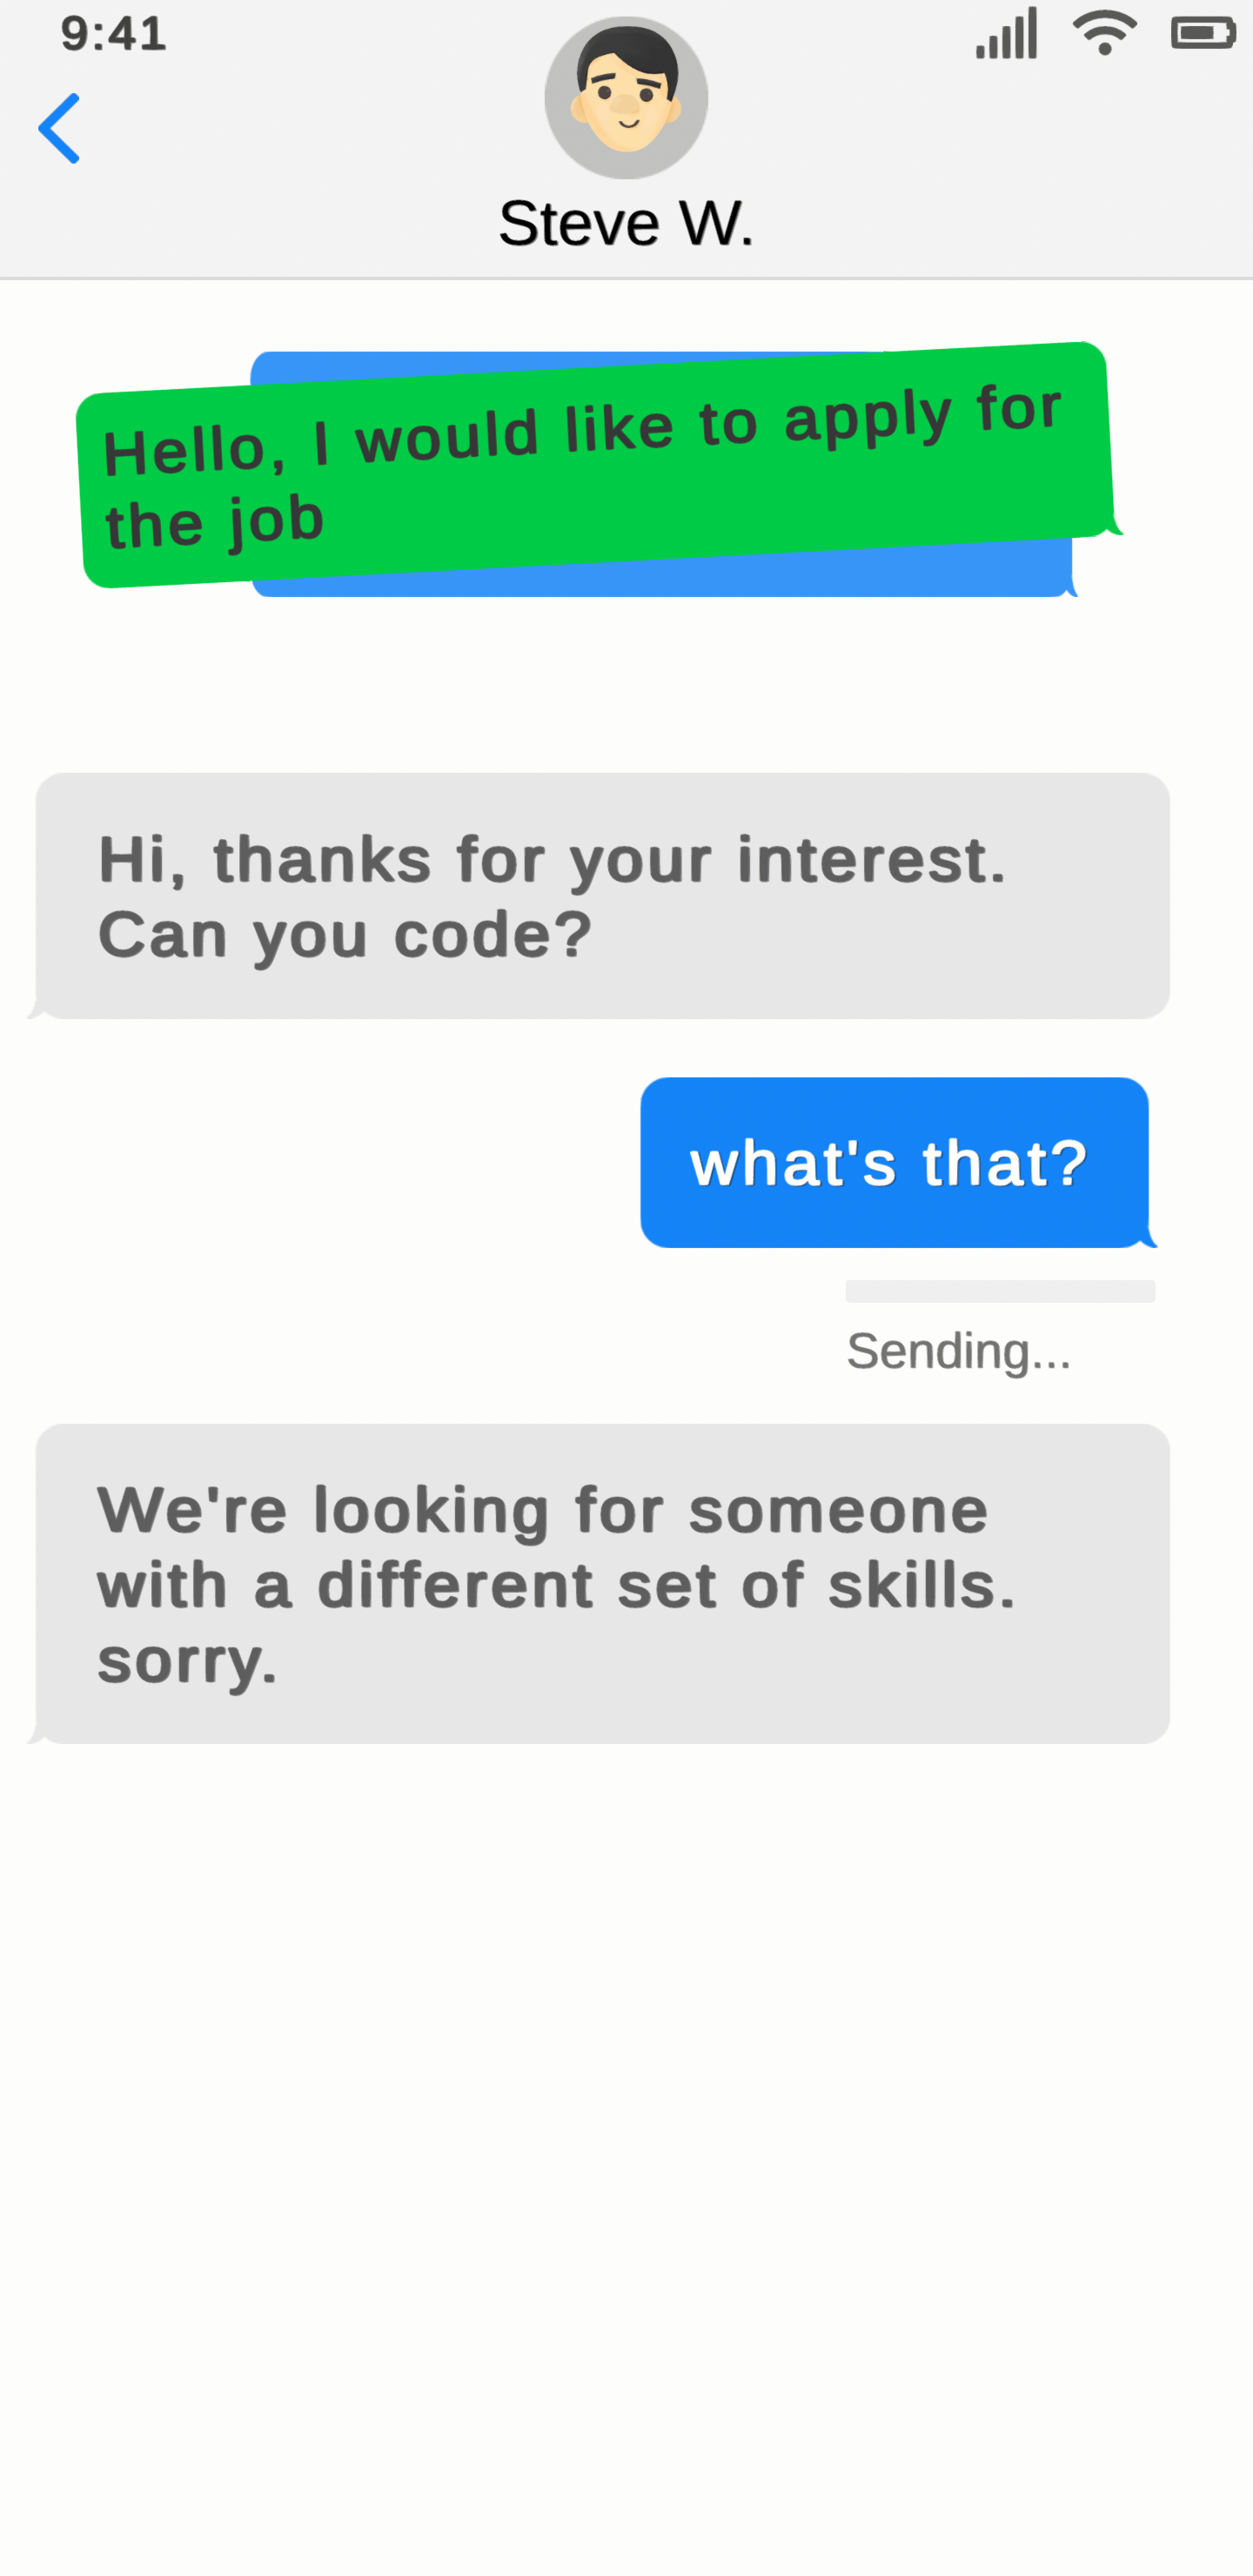 9:41
Steve W.
Hello, I would like to apply for
the job
Hi, thanks for your interest.
Can you code?
what's that?
Sending...
We're looking for someone
with a different set of skills.
sorry.